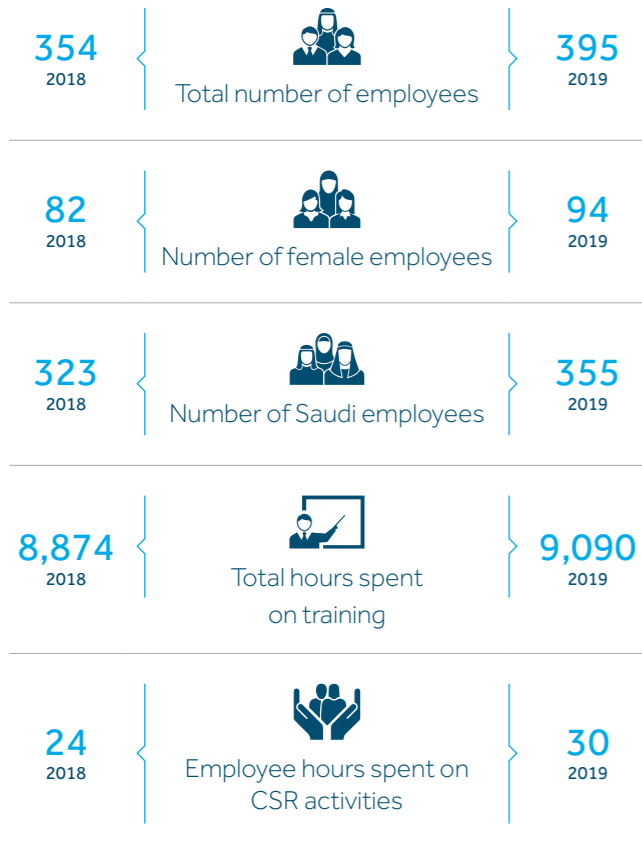 354
2018
Total number of employees
395
2019
82
2018
Number of female employees
94
2019
323
2018
Number of Saudi employees
355
2019
8,874
2018
Total hours spent
on training
9,090
2019
24
2018
Employee hours spent on
CSR activities
30
2019